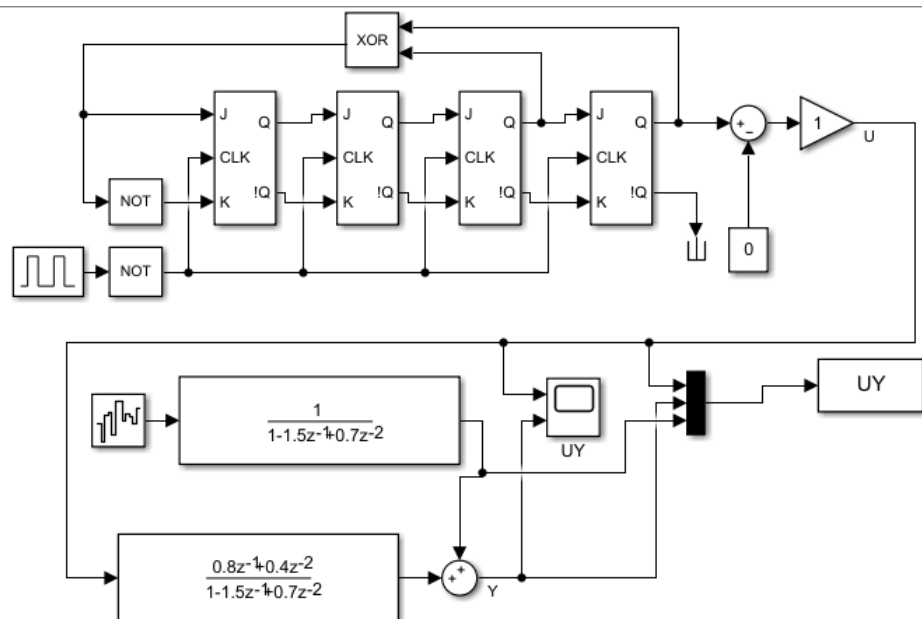 XOR
J
Q
J
Q
J
Q
J
Q
CLK
CLK
CLK
CLK
K
!Q
K
!Q
K
!Q
K
!Q
NOT
NOT
+
−
1
U
0
1
1-1.5z⁻¹+0.7z⁻²
UY
UY
0.8z⁻¹+0.4z⁻²
1-1.5z⁻¹+0.7z⁻²
+
+
Y